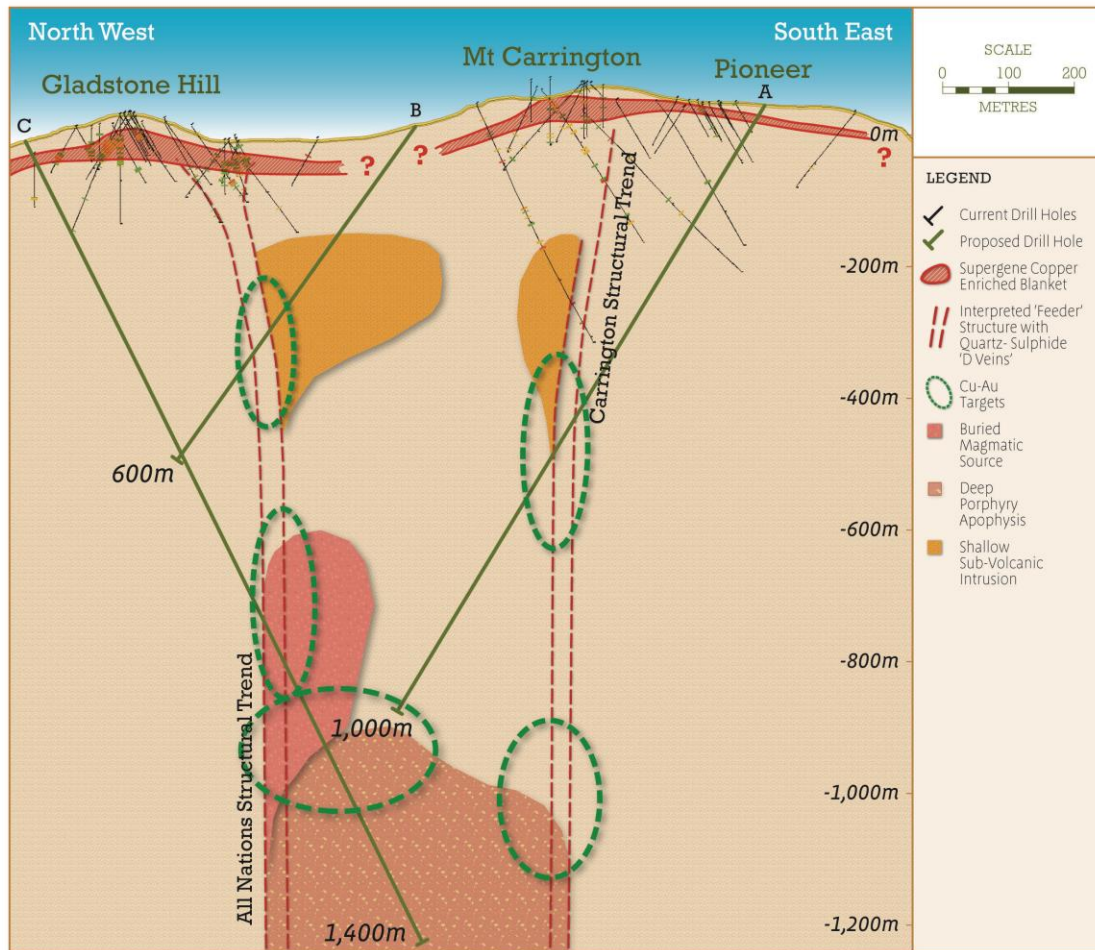 North West
South East
Gladstone Hill
Mt Carrington
Pioneer
C
B
A
?
?
?
0m
-200m
-400m
-600m
-800m
-1,000m
-1,200m
Carrington Structural Trend
All Nations Structural Trend
600m
1,000m
1,400m
SCALE
0 100 200
METRES
LEGEND
Current Drill Holes
Proposed Drill Hole
Supergene Copper
Enriched Blanket
Interpreted 'Feeder'
Structure with
Quartz- Sulphide
'D Veins'
Cu-Au
Targets
Buried
Magmatic
Source
Deep
Porphyry
Apophysis
Shallow
Sub-Volcanic
Intrusion